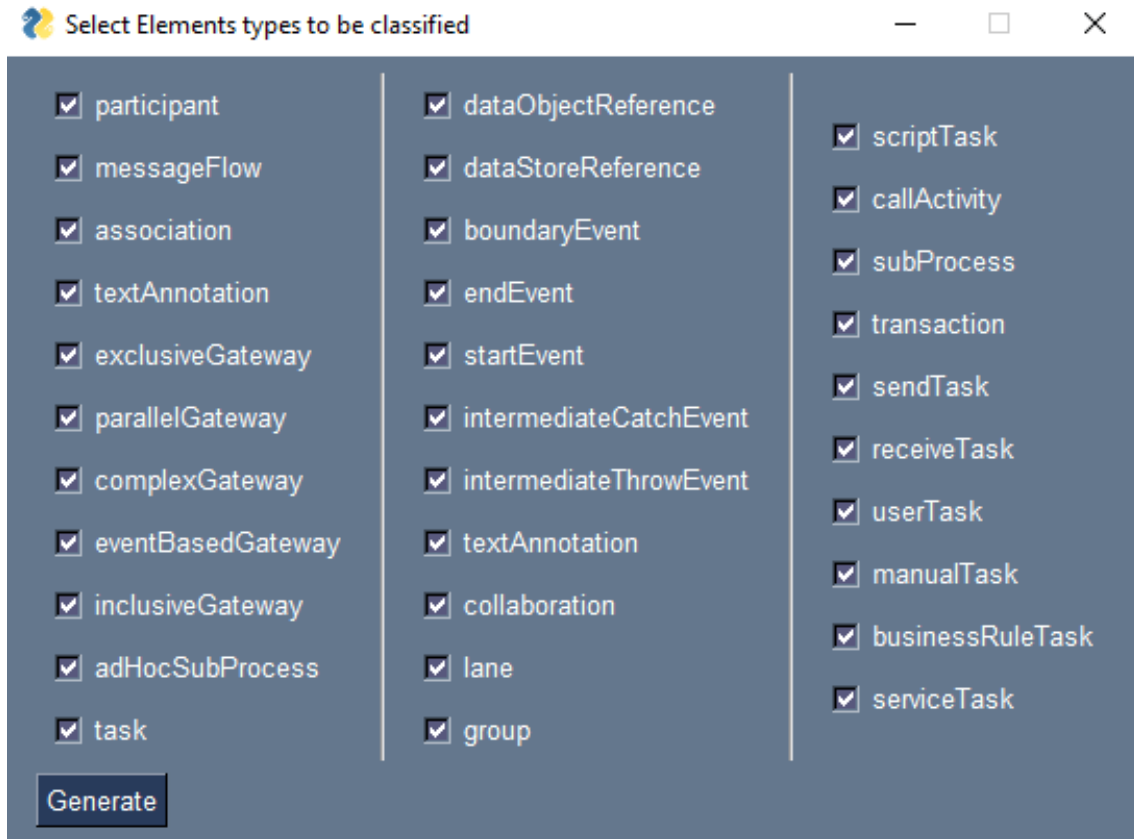 Select Elements types to be classified
participant
messageFlow
association
textAnnotation
exclusiveGateway
parallelGateway
complexGateway
eventBasedGateway
inclusiveGateway
adHocSubProcess
task
dataObjectReference
dataStoreReference
boundaryEvent
endEvent
startEvent
intermediateCatchEvent
intermediateThrowEvent
textAnnotation
collaboration
lane
group
scriptTask
callActivity
subProcess
transaction
sendTask
receiveTask
userTask
manualTask
businessRuleTask
serviceTask
Generate